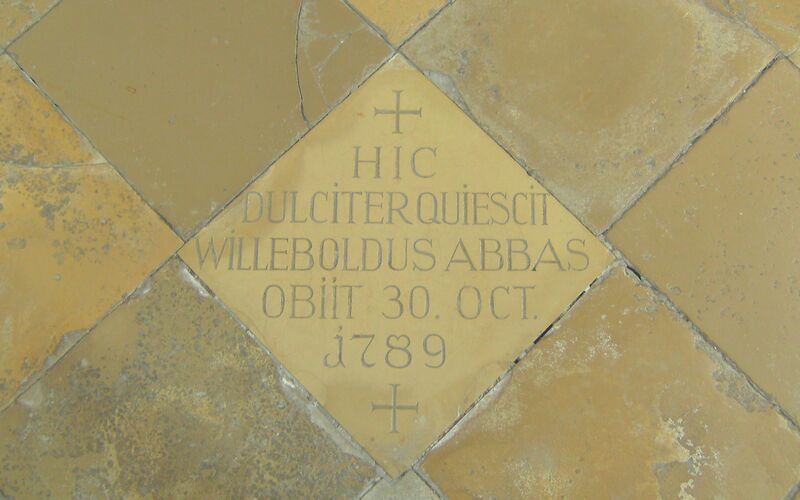 HIC
DULCITER QUIESCIT
WILLEBOLDUS ABBAS
OBIIT 30. OCT.
1789